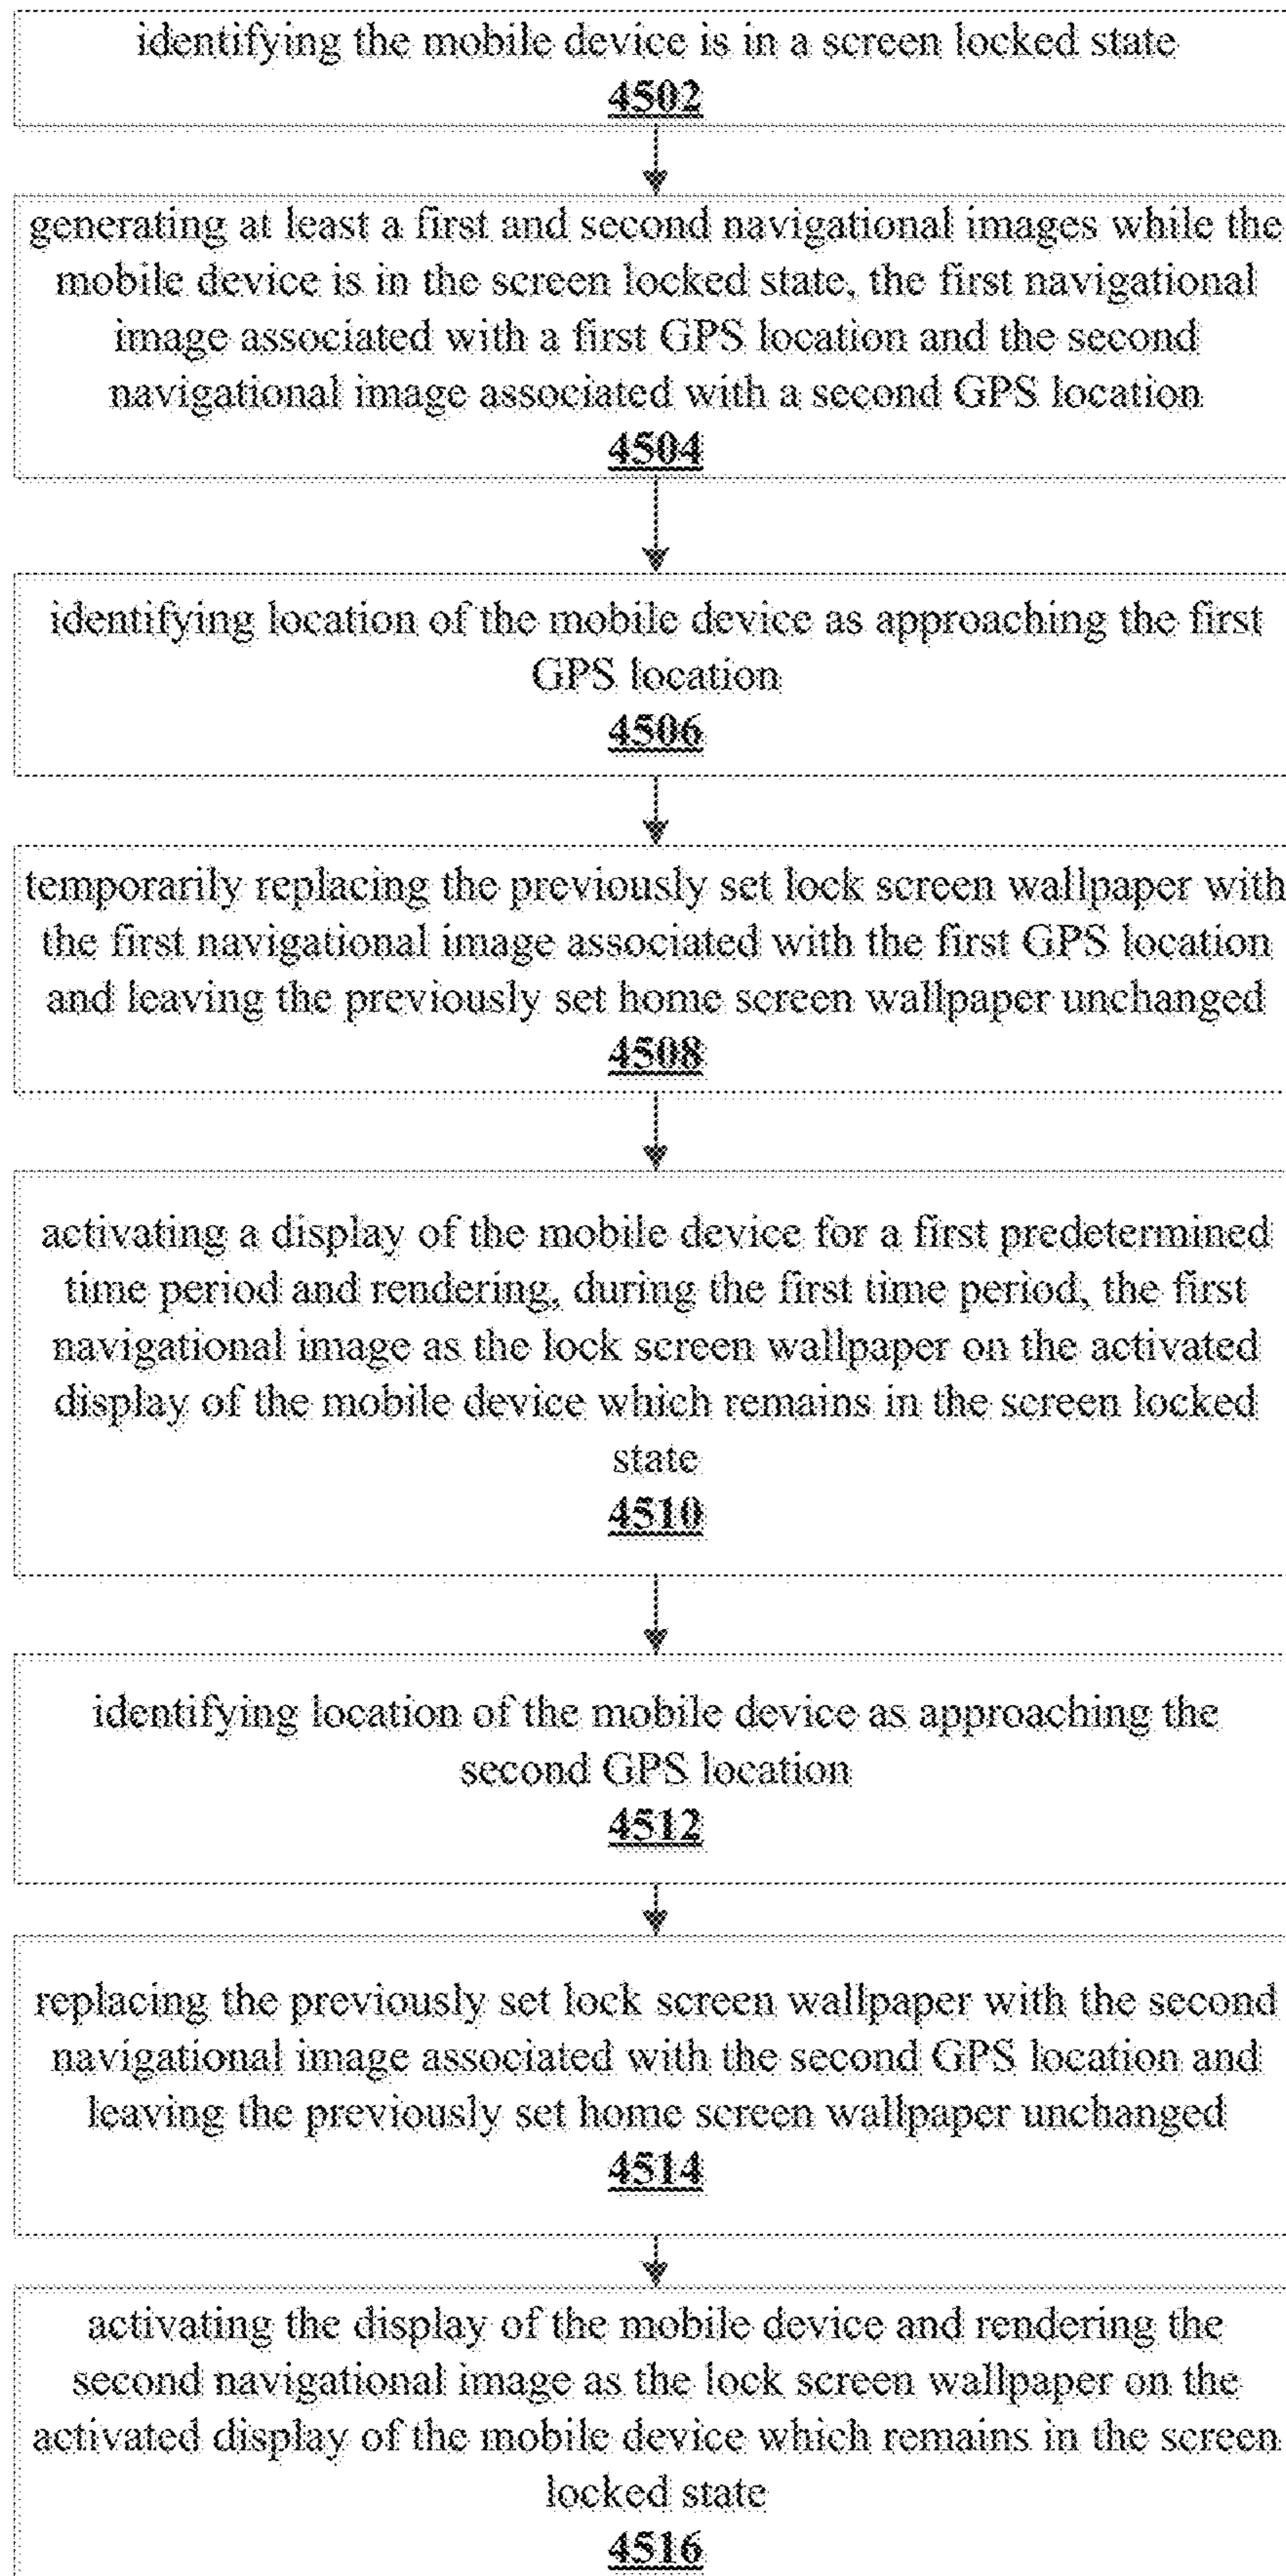 identifying the mobile device is in a screen locked state
4502
generating at least a first and second navigational images while the
mobile device is in the screen locked state, the first navigational
image associated with a first GPS location and the second
navigational image associated with a second GPS location
4504
identifying location of the mobile device as approaching the first
GPS location
4506
temporarily replacing the previously set lock screen wallpaper with
the first navigational image associated with the first GPS location
and leaving the previously set home screen wallpaper unchanged
4508
activating a display of the mobile device for a first predetermined
time period and rendering, during the first time period, the first
navigational image as the lock screen wallpaper on the activated
display of the mobile device which remains in the screen locked
state
4510
identifying location of the mobile device as approaching the
second GPS location
4512
replacing the previously set lock screen wallpaper with the second
navigational image associated with the second GPS location and
leaving the previously set home screen wallpaper unchanged
4514
activating the display of the mobile device and rendering the
second navigational image as the lock screen wallpaper on the
activated display of the mobile device which remains in the screen
locked state
4516